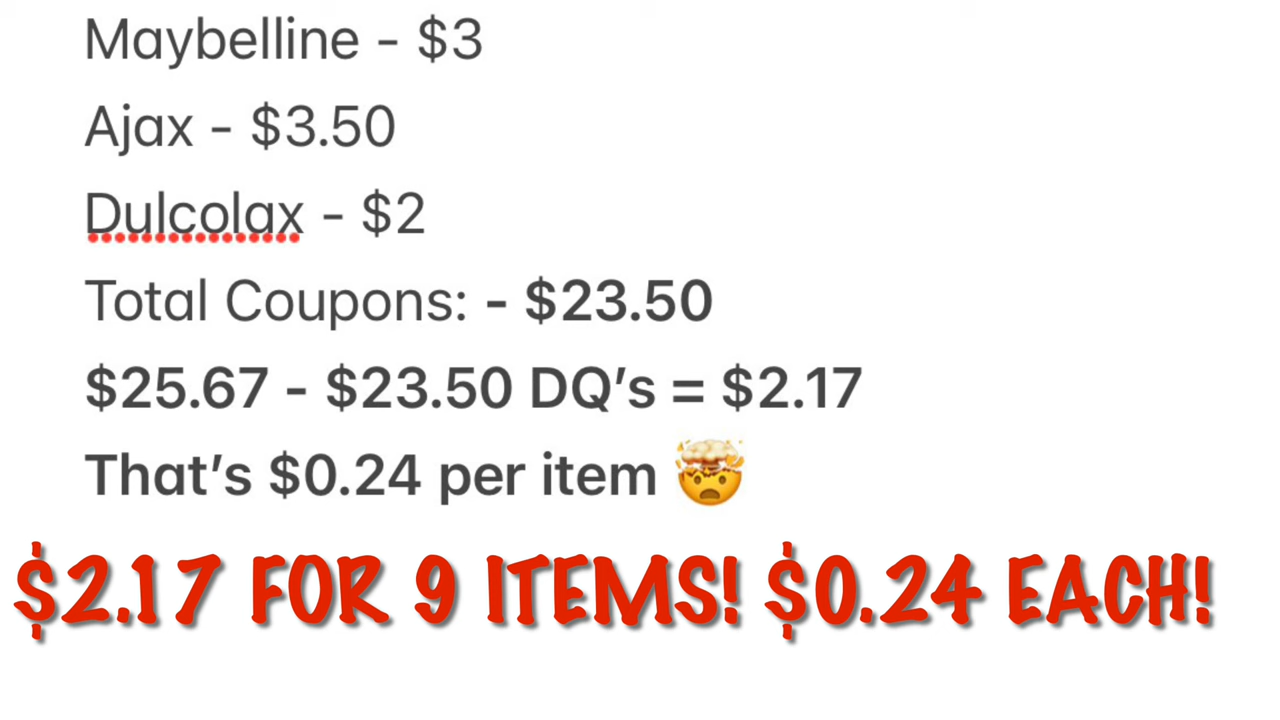 Maybelline - $3
Ajax - $3.50
Dulcolax - $2
Total Coupons: - $23.50
$25.67 - $23.50 DQ's = $2.17
That's $0.24 per item 🤯
$2.17 FOR 9 ITEMS! $0.24 EACH!